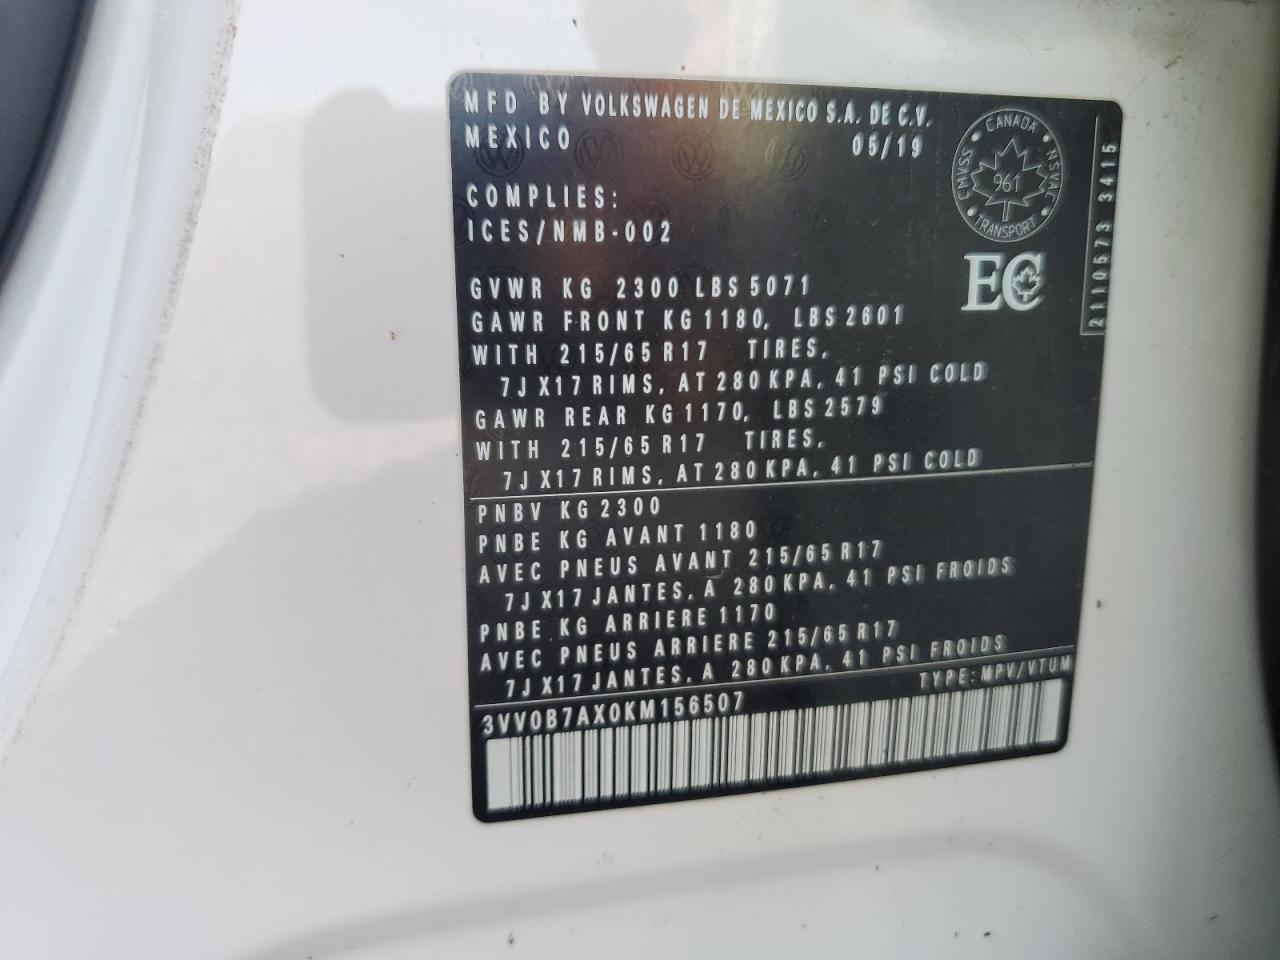 MFD BY VOLKSWAGEN DE MEXICO S.A. DE C.V.
MEXICO 05/19
COMPLIES:
ICES/NMB-002
GVWR KG 2300 LBS 5071
GAWR FRONT KG 1180, LBS 2601
WITH 215/65 R17 TIRES,
7J X17 RIMS, AT 280 KPA, 41 PSI COLD
GAWR REAR KG 1170, LBS 2579
WITH 215/65 R17 TIRES,
7J X17 RIMS, AT 280 KPA, 41 PSI COLD
PNBV KG 2300
PNBE KG AVANT 1180
AVEC PNEUS AVANT 215/65 R17
7J X17 JANTES, A 280 KPA, 41 PSI FROIDS
PNBE KG ARRIERE 1170
AVEC PNEUS ARRIERE 215/65 R17
7J X17 JANTES, A 280 KPA, 41 PSI FROIDS
TYPE: MPV/VTUM
3VV0B7AX0KM156507
CANADA
CMVSS • NSVAC
961
TRANSPORT
EC
2110573 3415